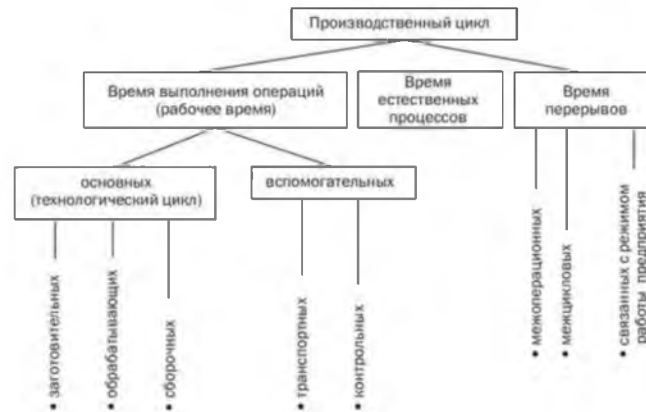 Производственный цикл
Время выполнения операций
(рабочее время)
Время
естественных
процессов
Время
перерывов
основных
(технологический цикл)
вспомогательных
• заготовительных
• обрабатывающих
• сборочных
• транспортных
• контрольных
• межоперационных
• межцикловых
• связанных с режимом
работы предприятия